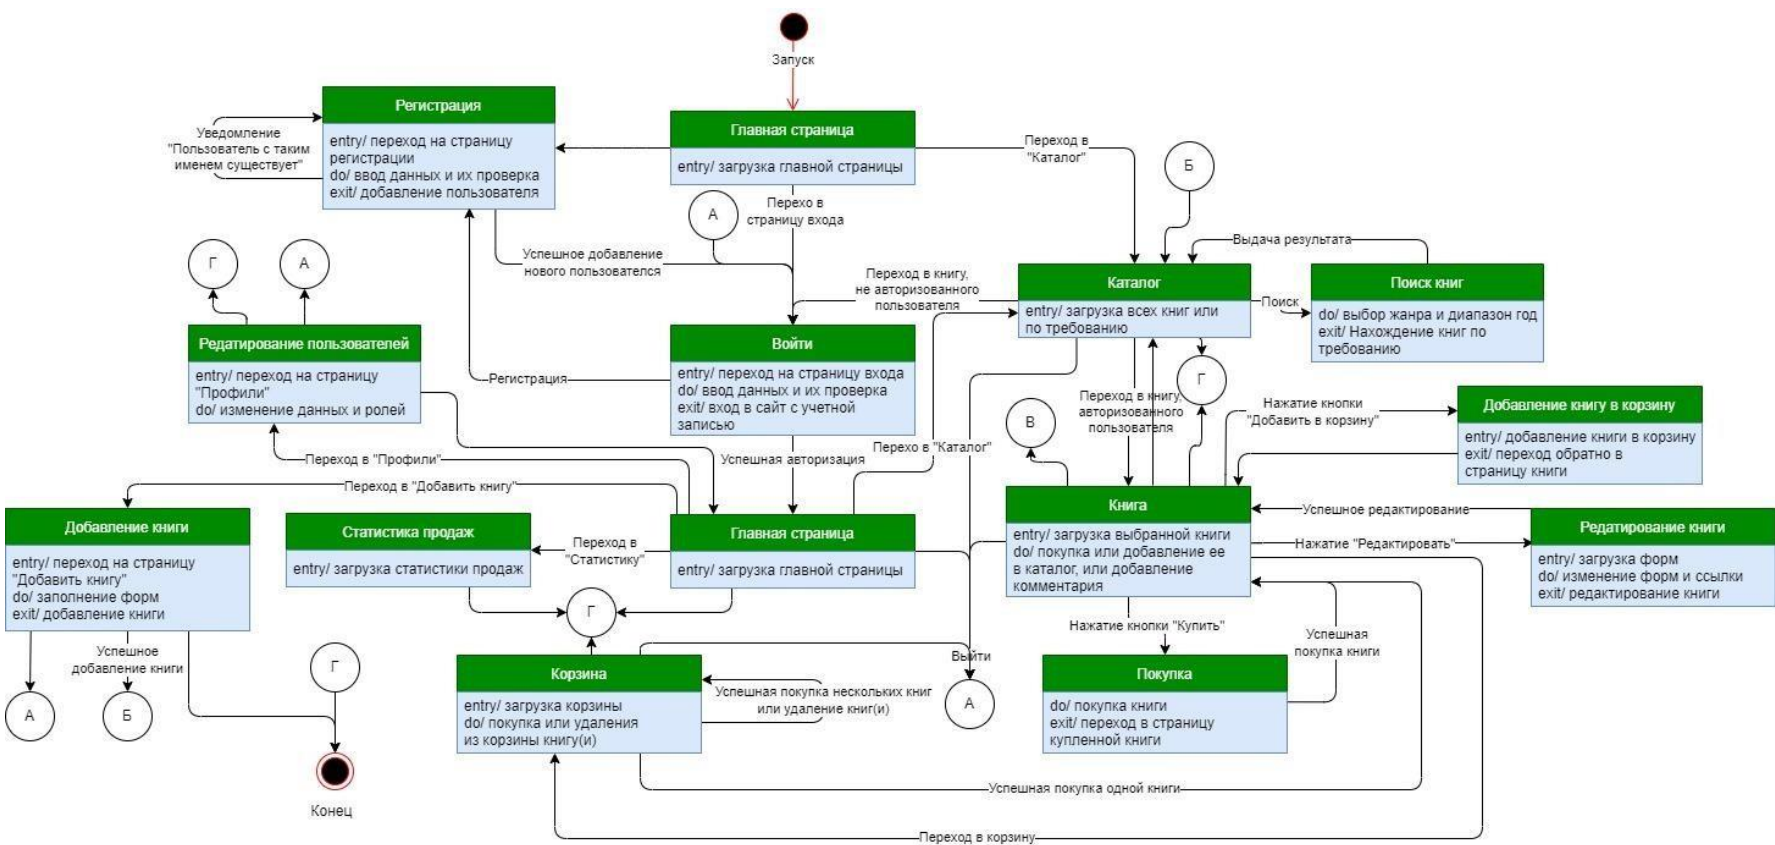 Запуск
Регистрация
entry/ переход на страницу
регистрации
do/ ввод данных и их проверка
exit/ добавление пользователя
Уведомление
"Пользователь с таким
именем существует"
Главная страница
entry/ загрузка главной страницы
Переход в
"Каталог"
Б
А
Перехо в
страницу входа
Успешное добавление
нового пользователся
Г
А
Переход в книгу,
не авторизованного
пользователя
Выдача результата
Каталог
entry/ загрузка всех книг или
по требованию
Поиск
Поиск книг
do/ выбор жанра и диапазон год
exit/ Нахождение книг по
требованию
Редатирование пользователей
entry/ переход на страницу
"Профили"
do/ изменение данных и ролей
Регистрация
Войти
entry/ переход на страницу входа
do/ ввод данных и их проверка
exit/ вход в сайт с учетной
записью
Г
Переход в книгу,
авторизованного
пользователя
В
Нажатие кнопки
"Добавить в корзину"
Добавление книгу в корзину
entry/ добавление книги в корзину
exit/ переход обратно в
страницу книги
Переход в "Профили"
Успешная авторизация
Перехо в "Каталог"
Переход в "Добавить книгу"
Добавление книги
entry/ переход на страницу
"Добавить книгу"
do/ заполнение форм
exit/ добавление книги
Статистика продаж
entry/ загрузка статистики продаж
Переход в
"Статистику"
Главная страница
entry/ загрузка главной страницы
Книга
entry/ загрузка выбранной книги
do/ покупка или добавление ее
в каталог, или добавление
комментария
Успешное редактирование
Нажатие "Редактировать"
Редатирование книги
entry/ загрузка форм
do/ изменение форм и ссылки
exit/ редактирование книги
Г
Нажатие кнопки "Купить"
Успешная
покупка книги
Успешное
добавление книги
Г
А
Б
Корзина
entry/ загрузка корзины
do/ покупка или удаления
из корзины книгу(и)
Успешная покупка нескольких книг
или удаление книг(и)
Выйти
А
Покупка
do/ покупка книги
exit/ переход в страницу
купленной книги
Конец
Успешная покупка одной книги
Переход в корзину